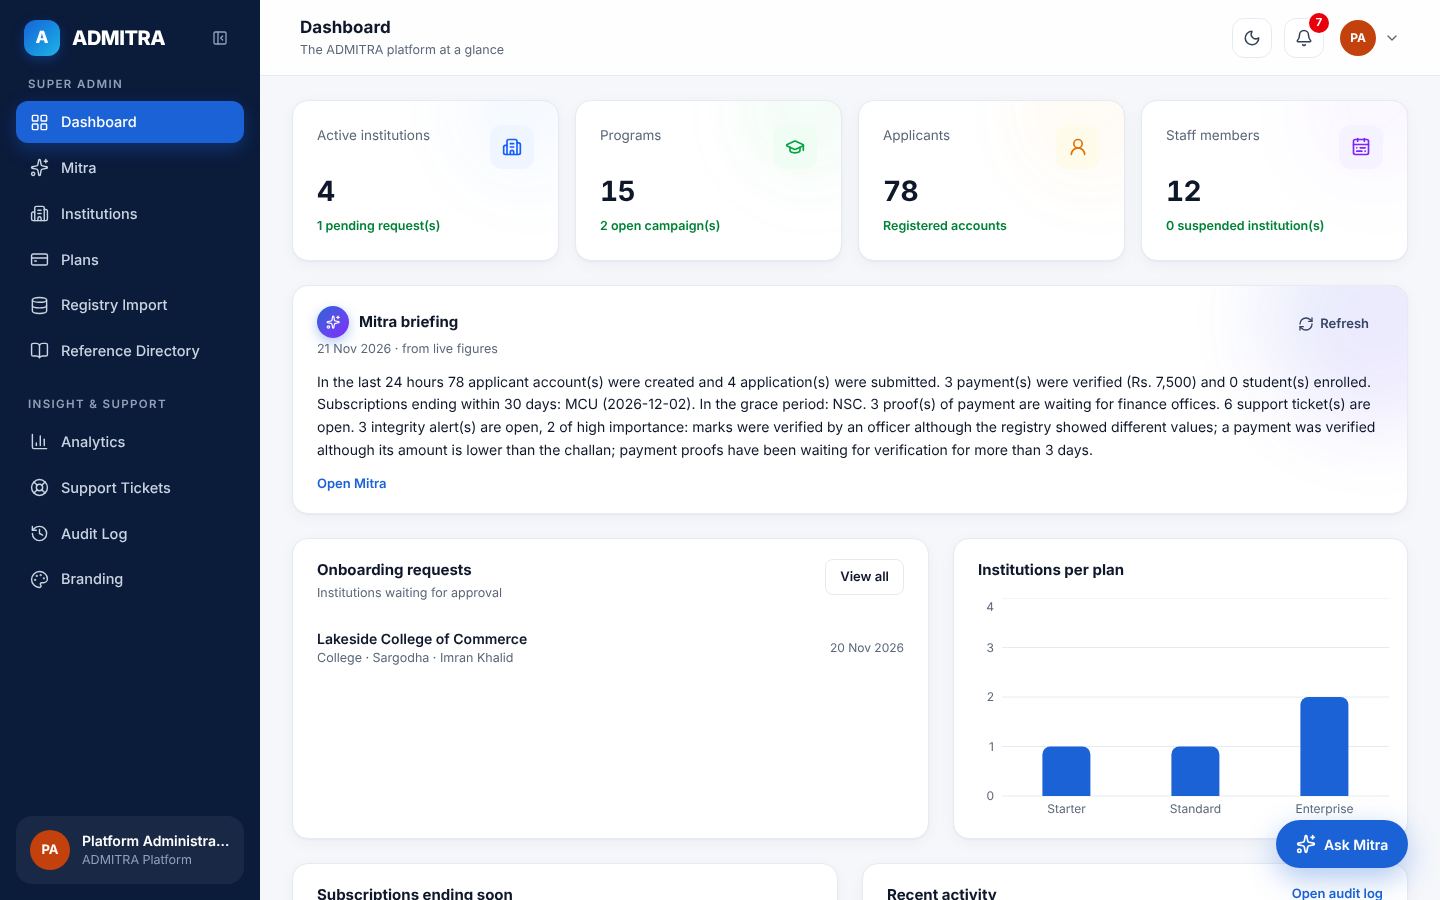 A ADMITRA
SUPER ADMIN
Dashboard
Mitra
Institutions
Plans
Registry Import
Reference Directory
INSIGHT & SUPPORT
Analytics
Support Tickets
Audit Log
Branding
PA
Platform Administra...
ADMITRA Platform
Dashboard
The ADMITRA platform at a glance
7
PA
Active institutions
4
1 pending request(s)
Programs
15
2 open campaign(s)
Applicants
78
Registered accounts
Staff members
12
0 suspended institution(s)
Mitra briefing
Refresh
21 Nov 2026 · from live figures
In the last 24 hours 78 applicant account(s) were created and 4 application(s) were submitted. 3 payment(s) were verified (Rs. 7,500) and 0 student(s) enrolled.
Subscriptions ending within 30 days: MCU (2026-12-02). In the grace period: NSC. 3 proof(s) of payment are waiting for finance offices. 6 support ticket(s) are
open. 3 integrity alert(s) are open, 2 of high importance: marks were verified by an officer although the registry showed different values; a payment was verified
although its amount is lower than the challan; payment proofs have been waiting for verification for more than 3 days.
Open Mitra
Onboarding requests
View all
Institutions waiting for approval
Lakeside College of Commerce
College · Sargodha · Imran Khalid
20 Nov 2026
Institutions per plan
4
3
2
1
0
Starter
Standard
Enterprise
Ask Mitra
Subscriptions ending soon
Recent activity
Open audit log